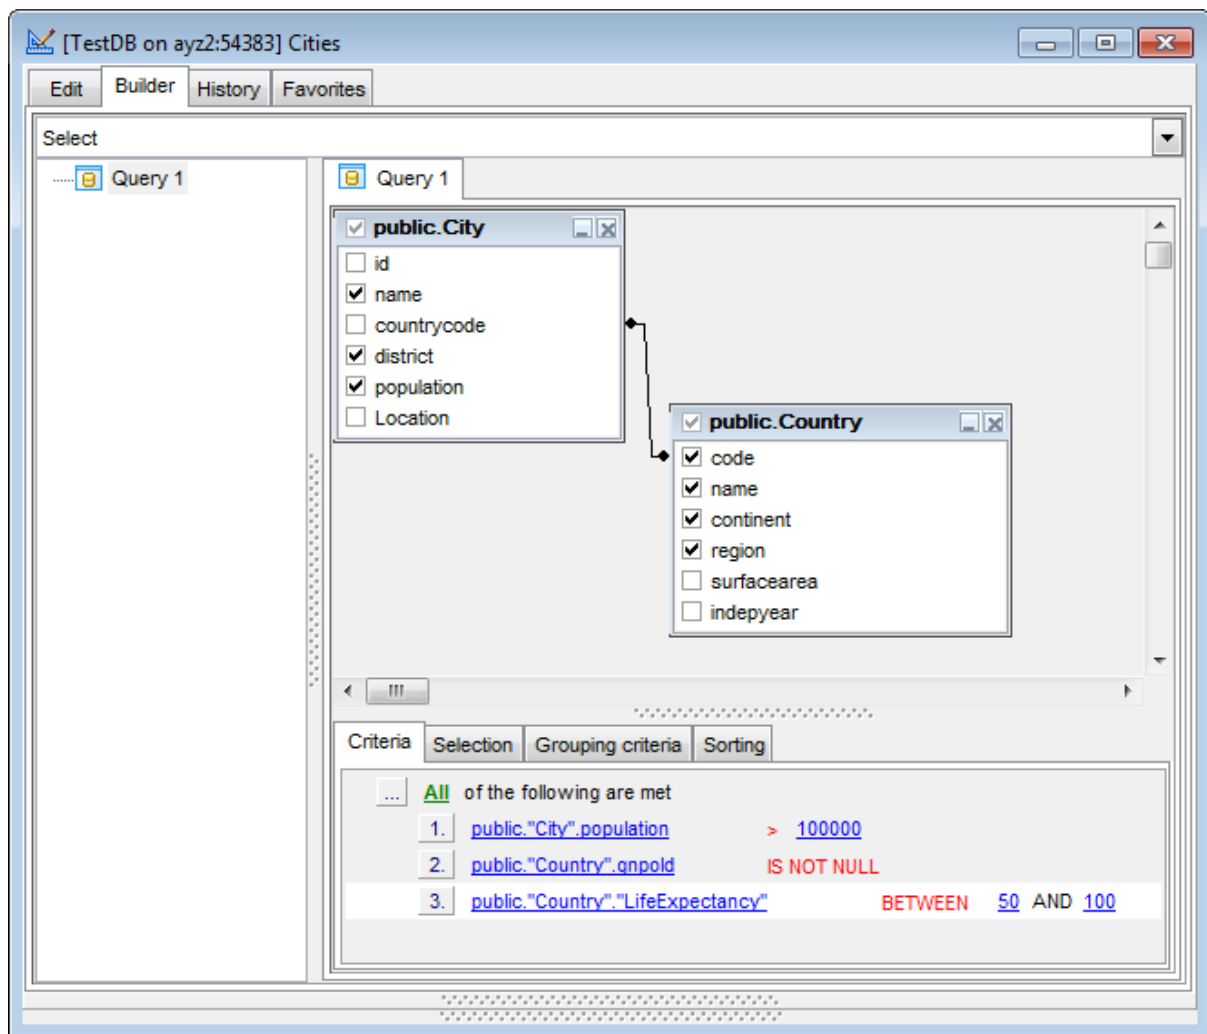 [TestDB on ayz2:54383] Cities
Edit Builder History Favorites
Select
Query 1
Query 1
public.City
id
name
countrycode
district
population
Location
public.Country
code
name
continent
region
surfacearea
indepyear
Criteria Selection Grouping criteria Sorting
... All of the following are met
1. public."City".population > 100000
2. public."Country".gnpold IS NOT NULL
3. public."Country"."LifeExpectancy" BETWEEN 50 AND 100